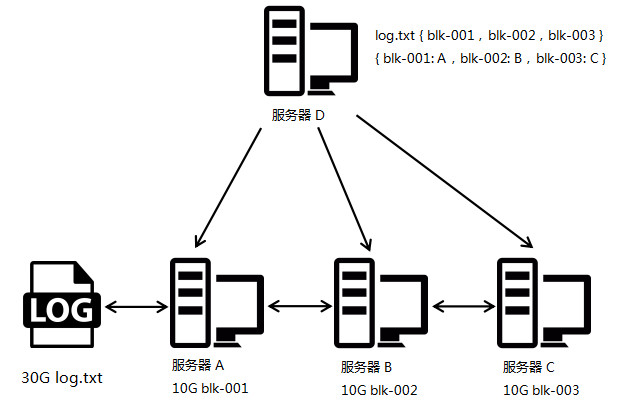 log.txt { blk-001 , blk-002 , blk-003 }
{ blk-001: A , blk-002: B , blk-003: C }
服务器 D
LOG
30G log.txt
服务器 A
10G blk-001
服务器 B
10G blk-002
服务器 C
10G blk-003